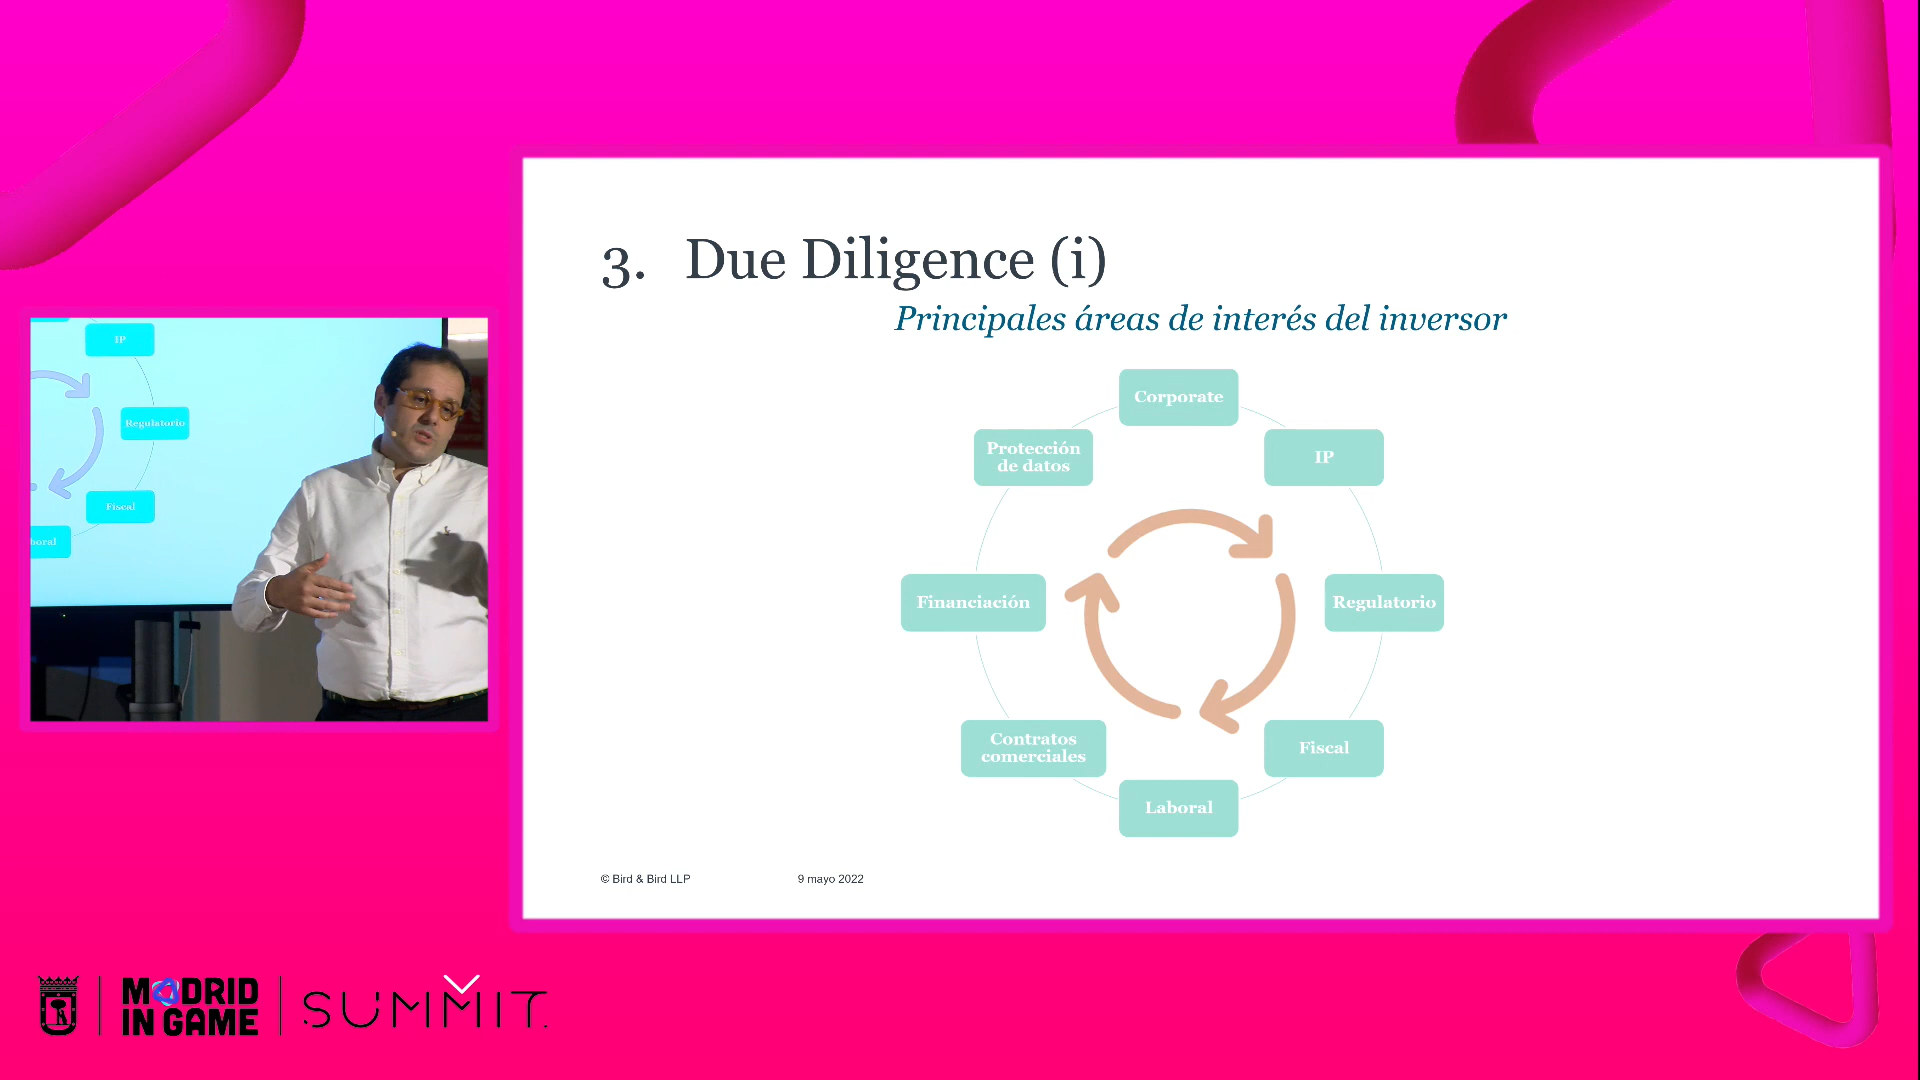 3. Due Diligence (i)
Principales áreas de interés del inversor
Corporate
Protección
de datos
IP
Financiación
Regulatorio
Contratos
comerciales
Fiscal
Laboral
© Bird & Bird LLP 9 mayo 2022
IP
Regulatorio
Fiscal
boral
MADRID
IN GAME
SUMMIT